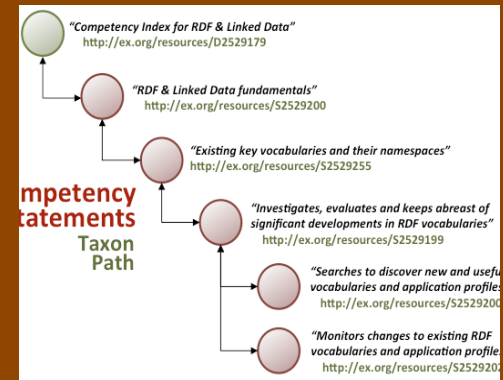 “Competency Index for RDF & Linked Data”
http://ex.org/resources/D2529179
“RDF & Linked Data fundamentals”
http://ex.org/resources/S2529200
“Existing key vocabularies and their namespaces”
http://ex.org/resources/S2529255
mpetency
tatements
Taxon
Path
“Investigates, evaluates and keeps abreast of
significant developments in RDF vocabularies”
http://ex.org/resources/S2529199
“Searches to discover new and usefu
vocabularies and application profiles
http://ex.org/resources/S2529200
“Monitors changes to existing RDF
vocabularies and application profile
http://ex.org/resources/S252920